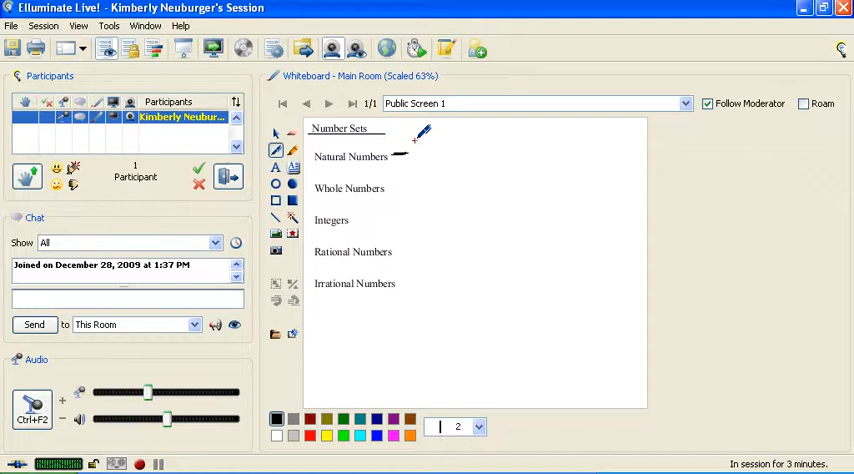 Elluminate Live! - Kimberly Neuburger's Session
File Session View Tools Window Help
Participants
Participants
Kimberly Neubur...
1
Participant
Chat
Show All
Joined on December 28, 2009 at 1:37 PM
Send to This Room
Audio
Ctrl+F2
+
−
Whiteboard - Main Room (Scaled 63%)
1/1 Public Screen 1 Follow Moderator Roam
Number Sets
Natural Numbers
Whole Numbers
Integers
Rational Numbers
Irrational Numbers
2
In session for 3 minutes.